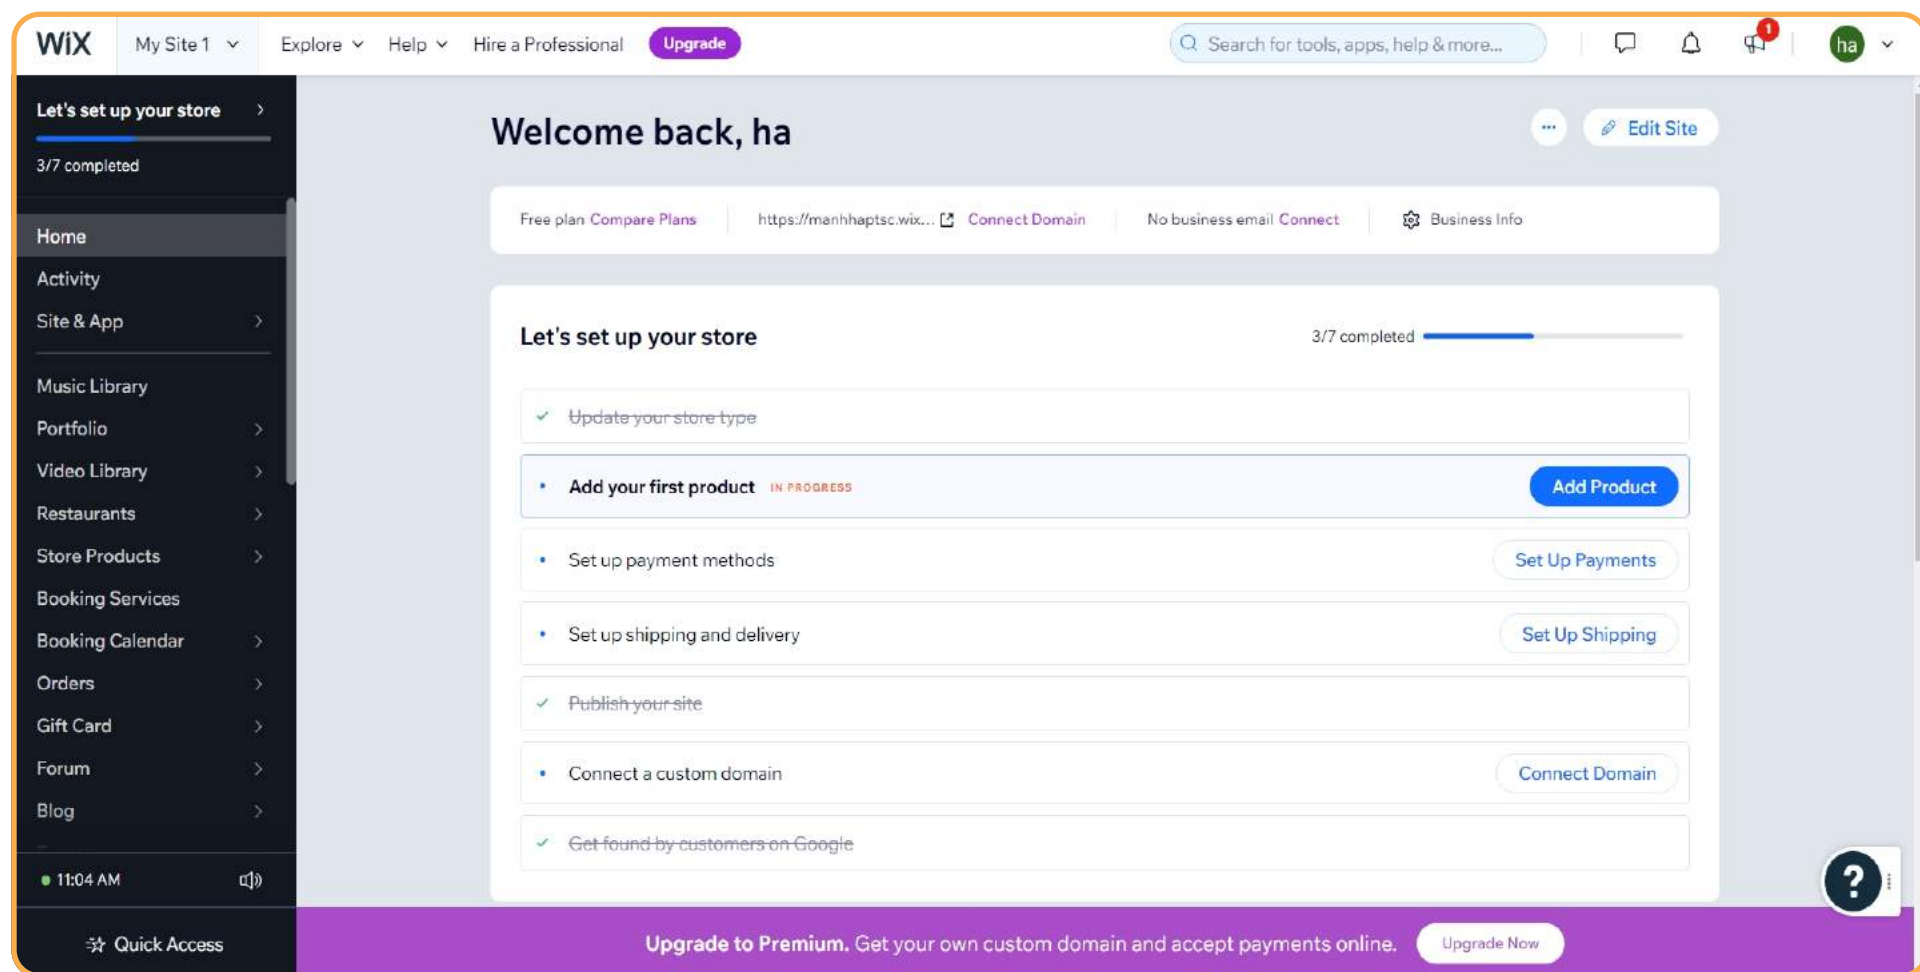 WiX My Site 1 Explore Help Hire a Professional Upgrade Search for tools, apps, help & more... 1 ha
Let's set up your store
3/7 completed
Home
Activity
Site & App
Music Library
Portfolio
Video Library
Restaurants
Store Products
Booking Services
Booking Calendar
Orders
Gift Card
Forum
Blog
11:04 AM
Quick Access
Welcome back, ha
... Edit Site
Free plan Compare Plans https://manhhaptsc.wix... Connect Domain No business email Connect Business Info
Let's set up your store 3/7 completed
Update your store type
Add your first product IN PROGRESS Add Product
Set up payment methods Set Up Payments
Set up shipping and delivery Set Up Shipping
Publish your site
Connect a custom domain Connect Domain
Get found by customers on Google
?
Upgrade to Premium. Get your own custom domain and accept payments online. Upgrade Now